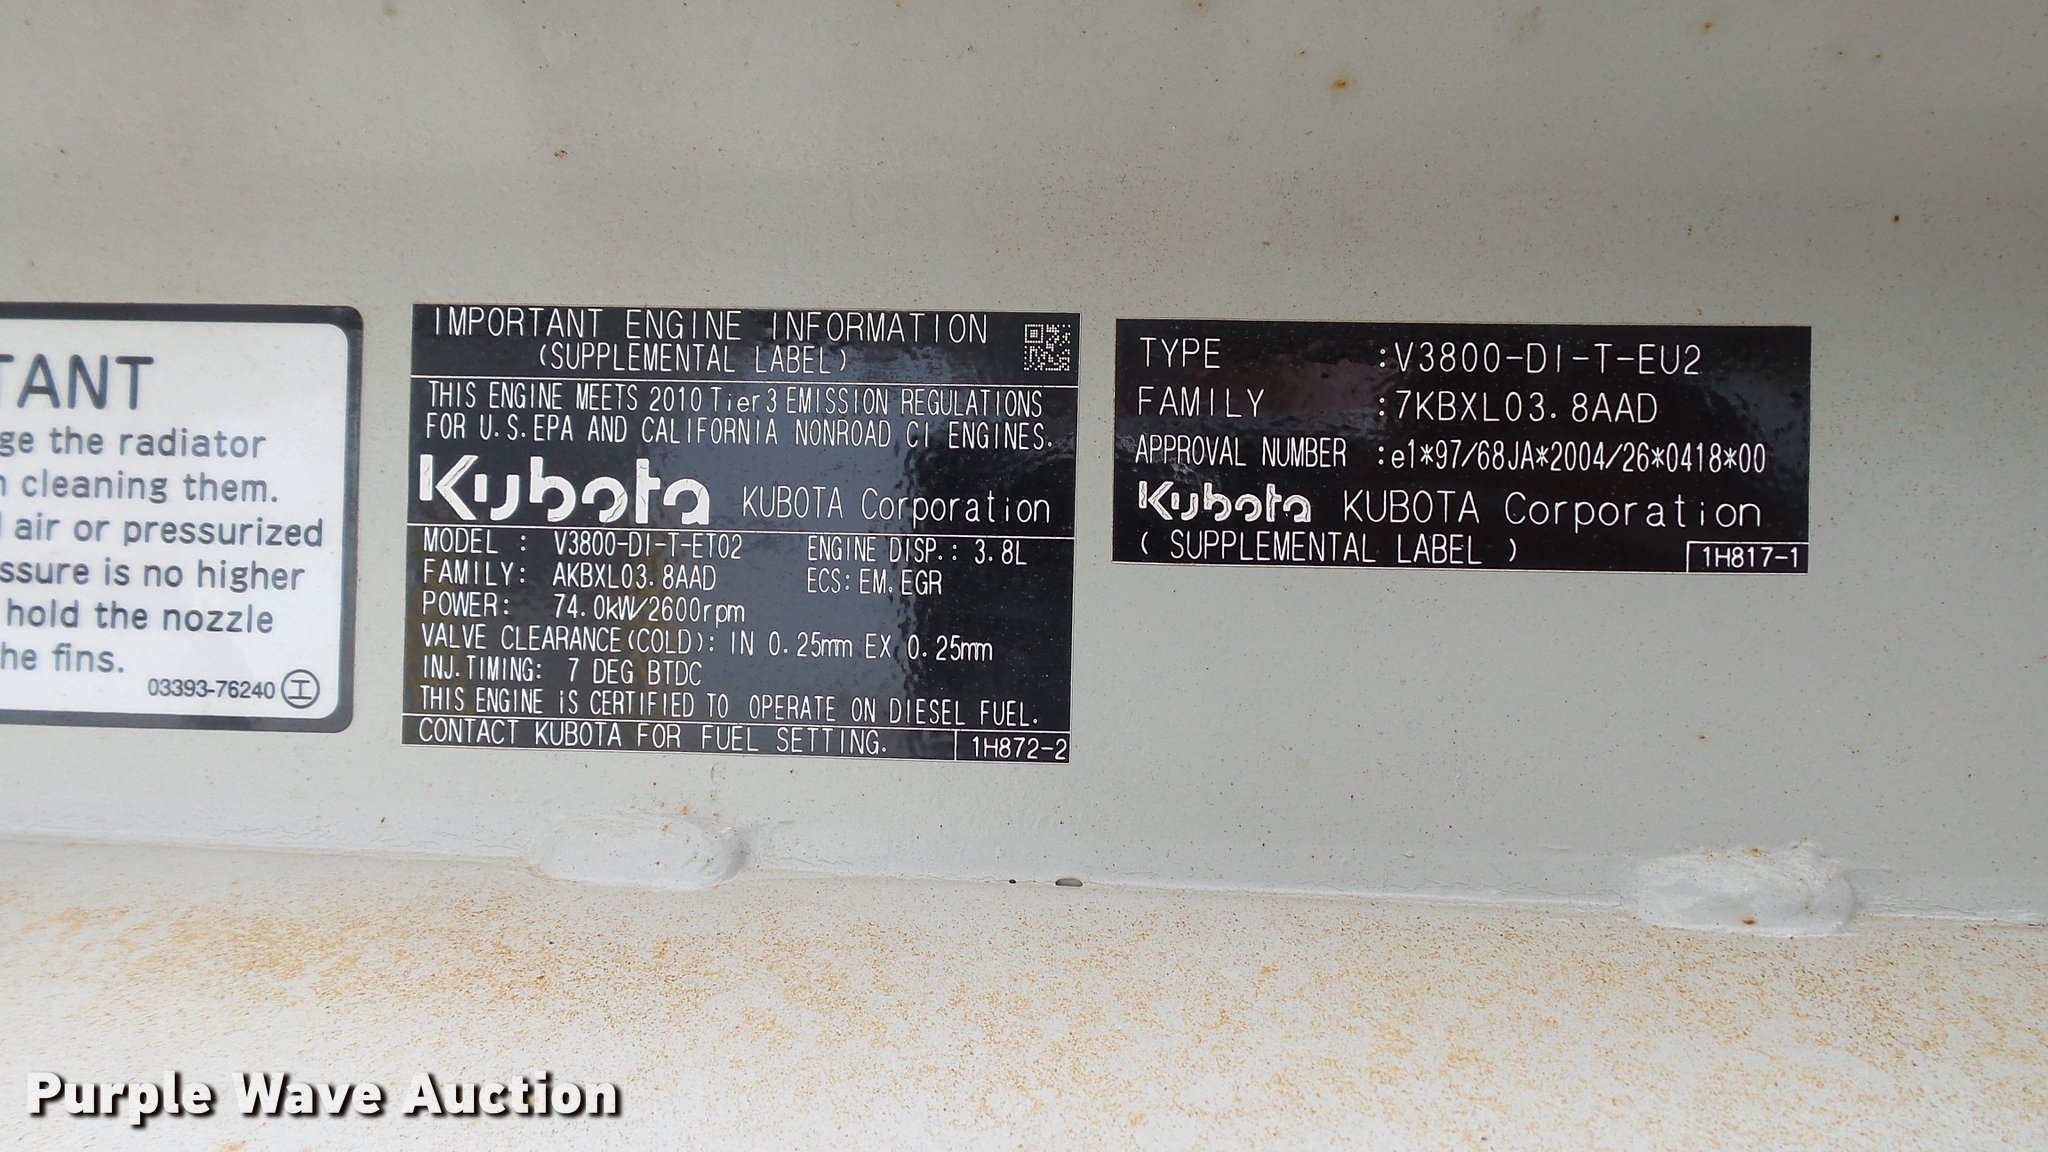 TANT
ge the radiator
cleaning them.
air or pressurized
ssure is no higher
hold the nozzle
he fins.
03393-76240
IMPORTANT ENGINE INFORMATION
(SUPPLEMENTAL LABEL)
THIS ENGINE MEETS 2010 Tier3 EMISSION REGULATIONS
FOR U.S.EPA AND CALIFORNIA NONROAD CI ENGINES.
Kubota KUBOTA Corporation
MODEL : V3800-DI-T-ET02 ENGINE DISP.: 3.8L
FAMILY: AKBXL03.8AAD ECS: EM, EGR
POWER: 74.0kW/2600rpm
VALVE CLEARANCE(COLD): IN 0.25mm EX 0.25mm
INJ.TIMING: 7 DEG BTDC
THIS ENGINE iS CERTIFIED TO OPERATE ON DIESEL FUEL.
CONTACT KUBOTA FOR FUEL SETTING. 1H872-2
TYPE :V3800-DI-T-EU2
FAMILY :7KBXL03.8AAD
APPROVAL NUMBER :e1*97/68JA*2004/26*0418*00
Kubota KUBOTA Corporation
( SUPPLEMENTAL LABEL ) 1H817-1
Purple Wave Auction